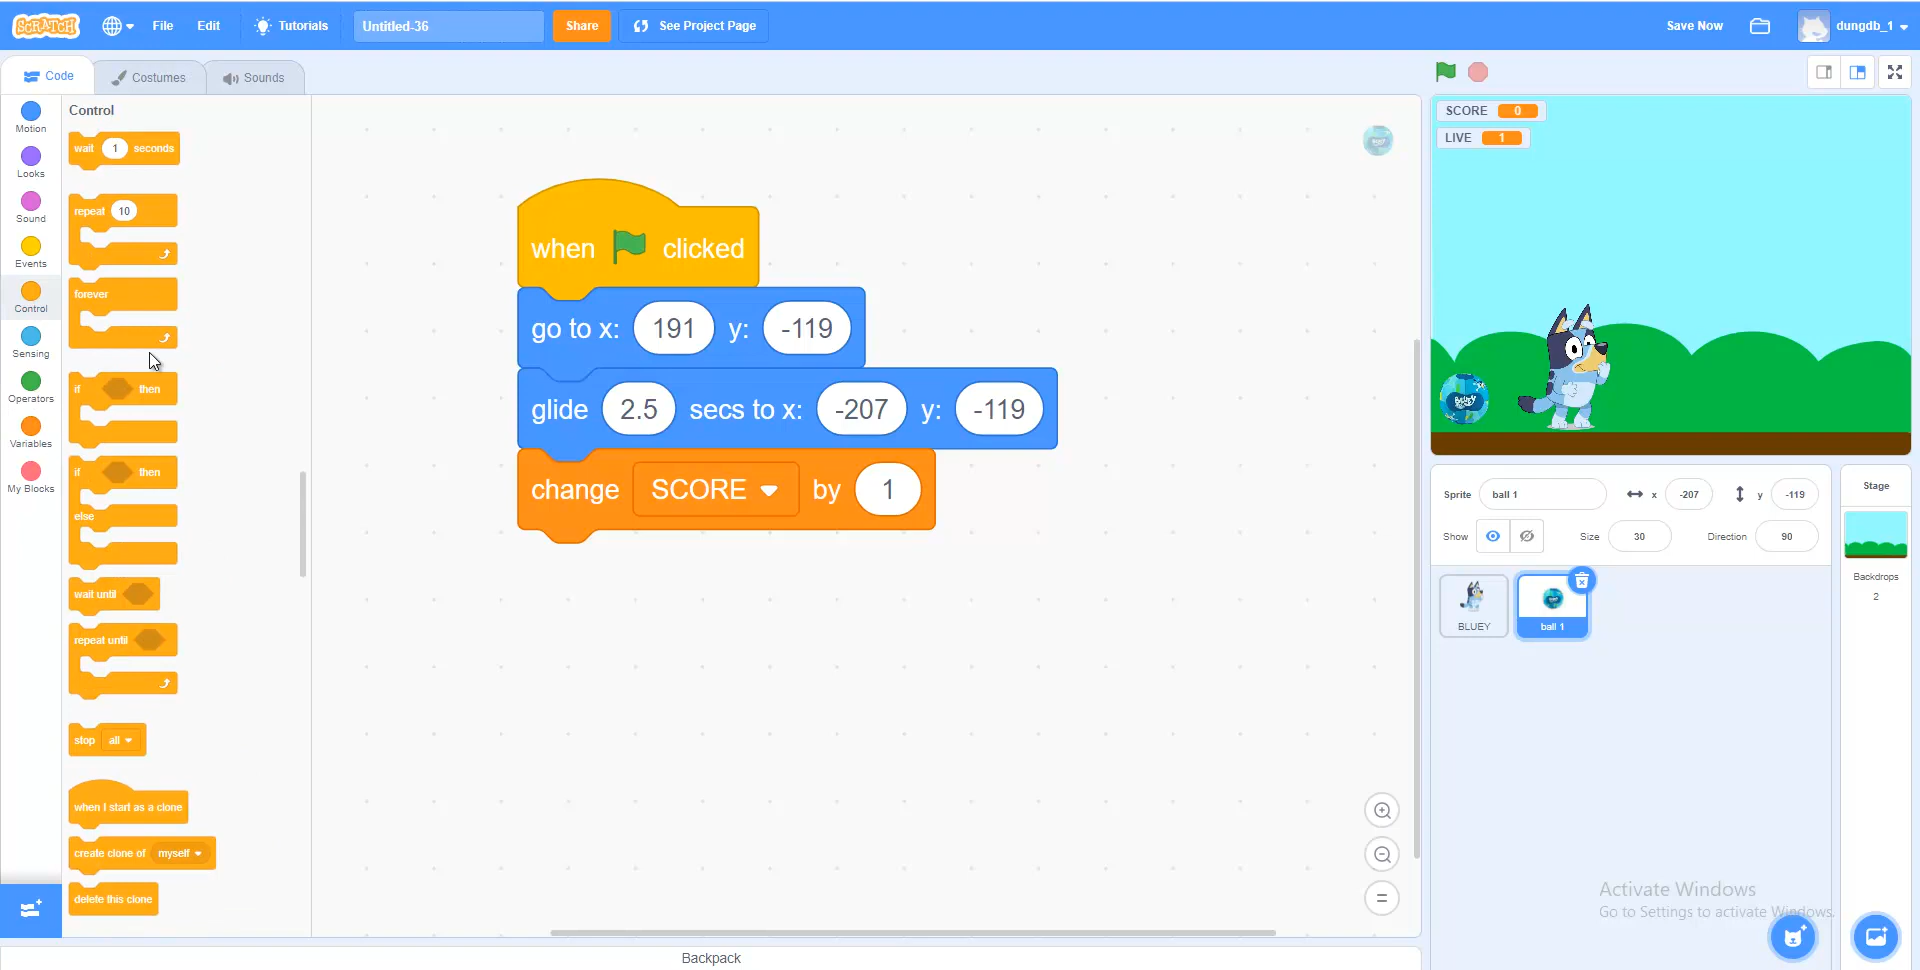 SCRATCH File Edit Tutorials Untitled-36 Share See Project Page Save Now dungdb_1
Code Costumes Sounds
Motion
Looks
Sound
Events
Control
Sensing
Operators
Variables
My Blocks
Control
wait 1 seconds
repeat 10
forever
if then
if then
else
wait until
repeat until
stop all
when I start as a clone
create clone of myself
delete this clone
when clicked
go to x: 191 y: -119
glide 2.5 secs to x: -207 y: -119
change SCORE by 1
Backpack
SCORE 0
LIVE 1
Sprite ball 1 x -207 y -119
Show Size 30 Direction 90
BLUEY
ball 1
Stage
Backdrops
2
Activate Windows
Go to Settings to activate Windows.